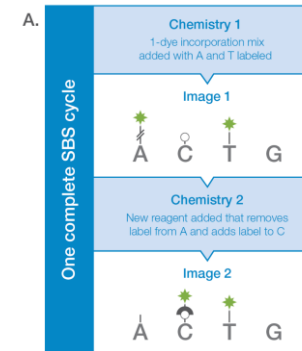 A.
One complete SBS cycle
Chemistry 1
1-dye incorporation mix
added with A and T labeled
Image 1
A C T G
Chemistry 2
New reagent added that removes
label from A and adds label to C
Image 2
A C T G